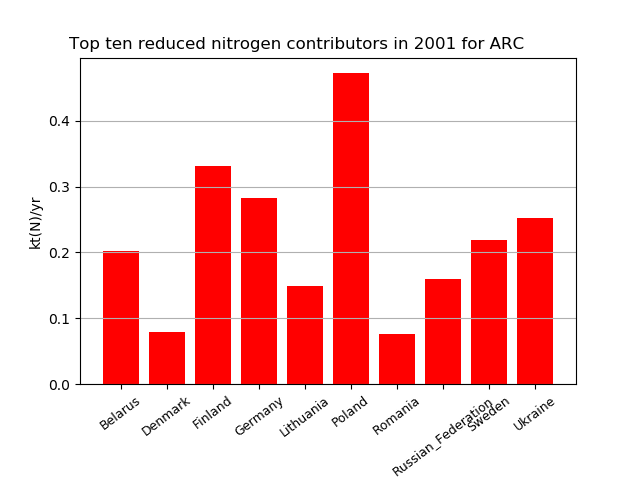 Top ten reduced nitrogen contributors in 2001 for ARC
kt(N)/yr
0.4
0.3
0.2
0.1
0.0
Belarus
Denmark
Finland
Germany
Lithuania
Poland
Romania
Russian_Federation
Sweden
Ukraine